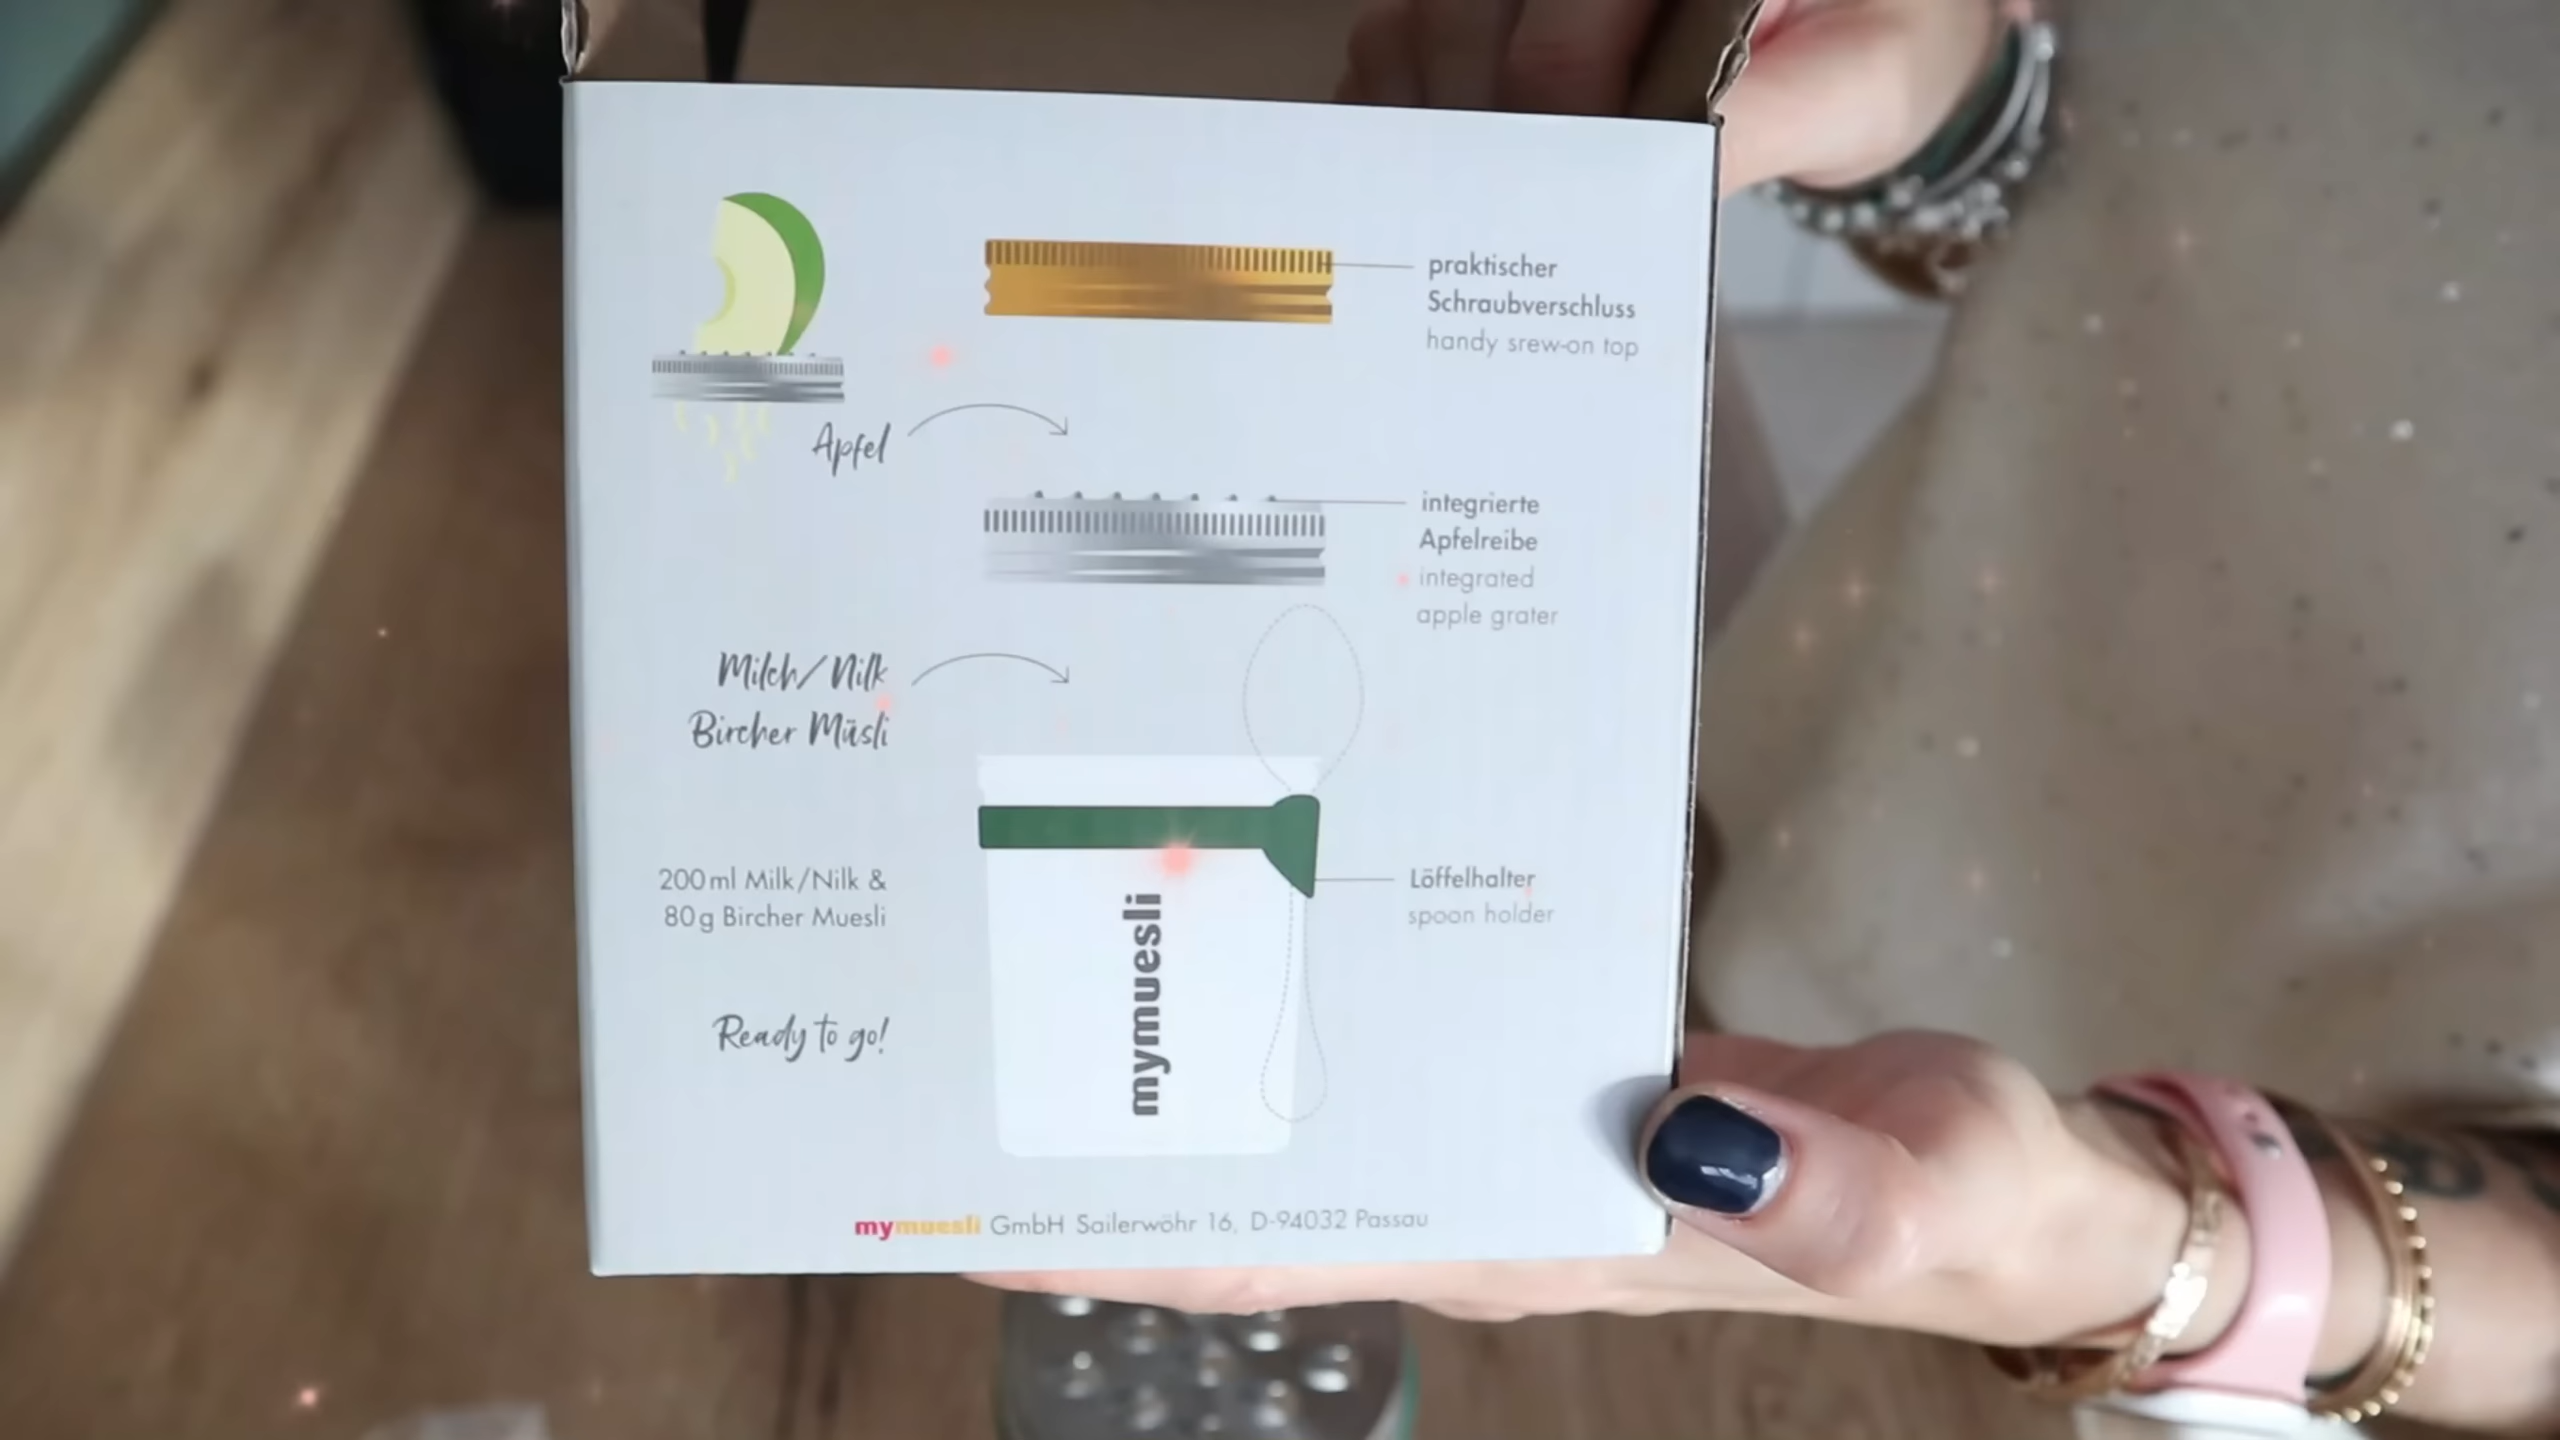 praktischer
Schraubverschluss
handy srew-on top
Apfel
integrierte
Apfelreibe
integrated
apple grater
Milch/Nilk
Bircher Müsli
200 ml Milk/Nilk &
80 g Bircher Muesli
Löffelhalter
spoon holder
Ready to go!
mymuesli
mymuesli GmbH Sailerwöhr 16, D-94032 Passau